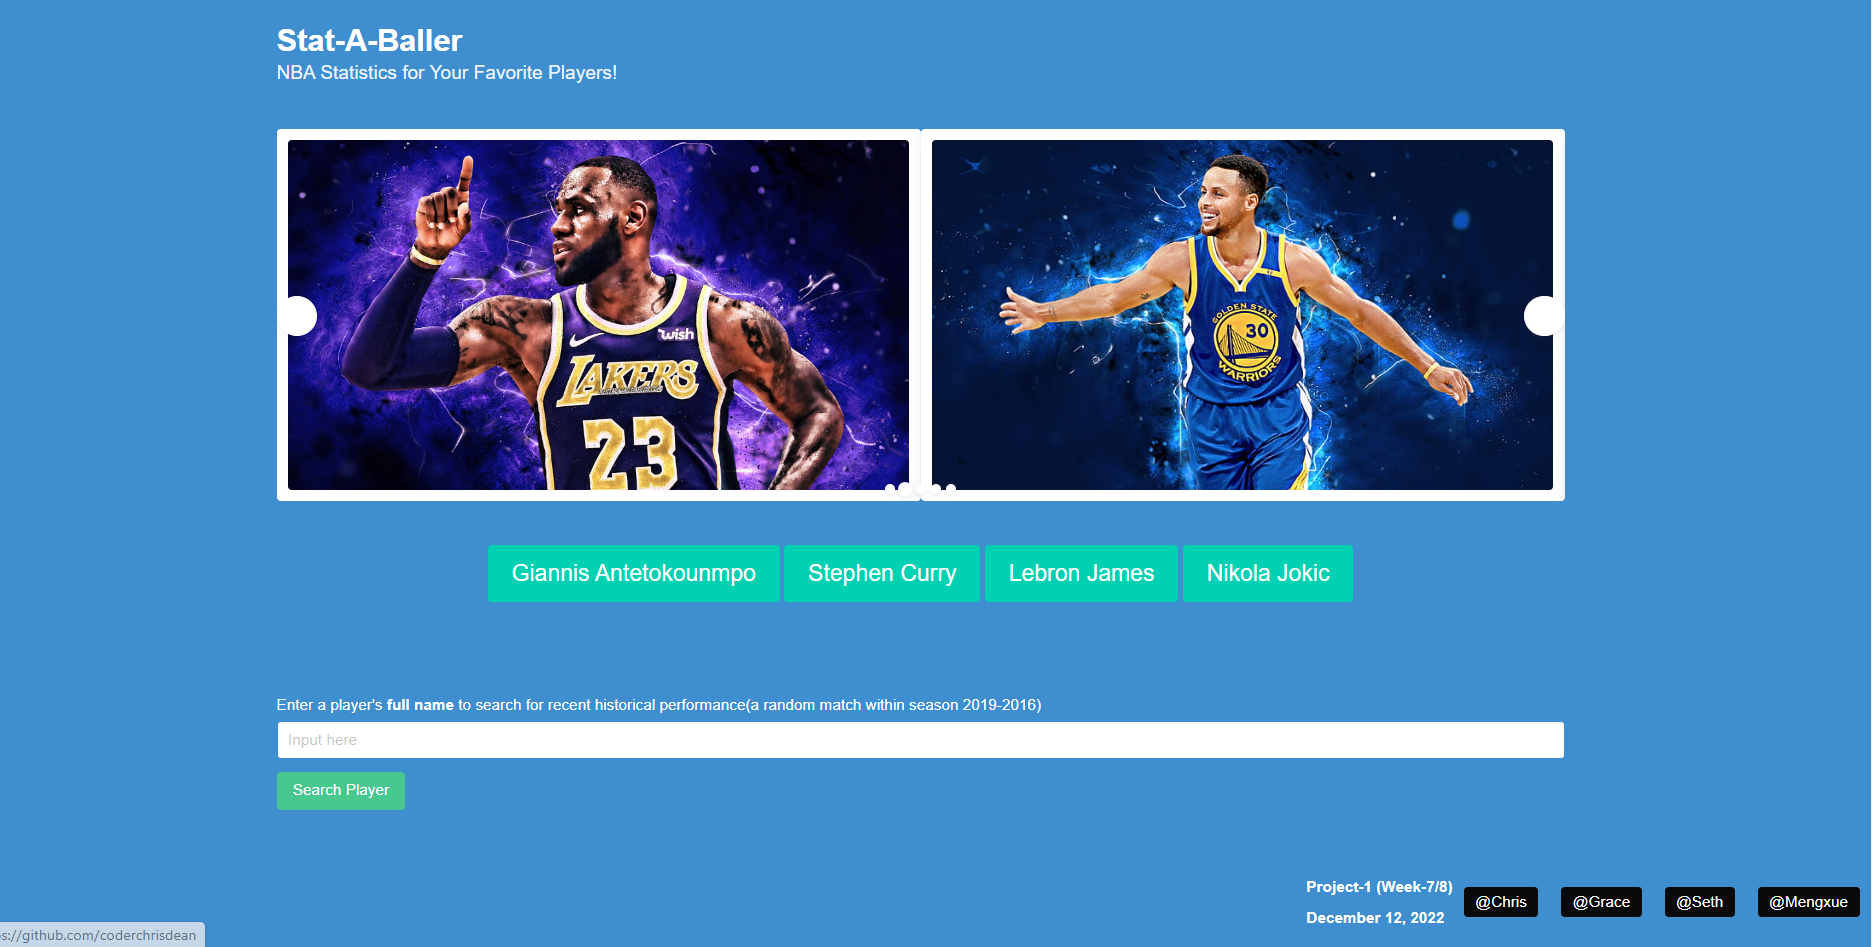 Stat-A-Baller
NBA Statistics for Your Favorite Players!
wish
LAKERS
23
GOLDEN STATE
30
WARRIORS
Giannis Antetokounmpo
Stephen Curry
Lebron James
Nikola Jokic
Enter a player's full name to search for recent historical performance(a random match within season 2019-2016)
Input here
Search Player
Project-1 (Week-7/8)
December 12, 2022
@Chris
@Grace
@Seth
@Mengxue
s://github.com/coderchrisdean